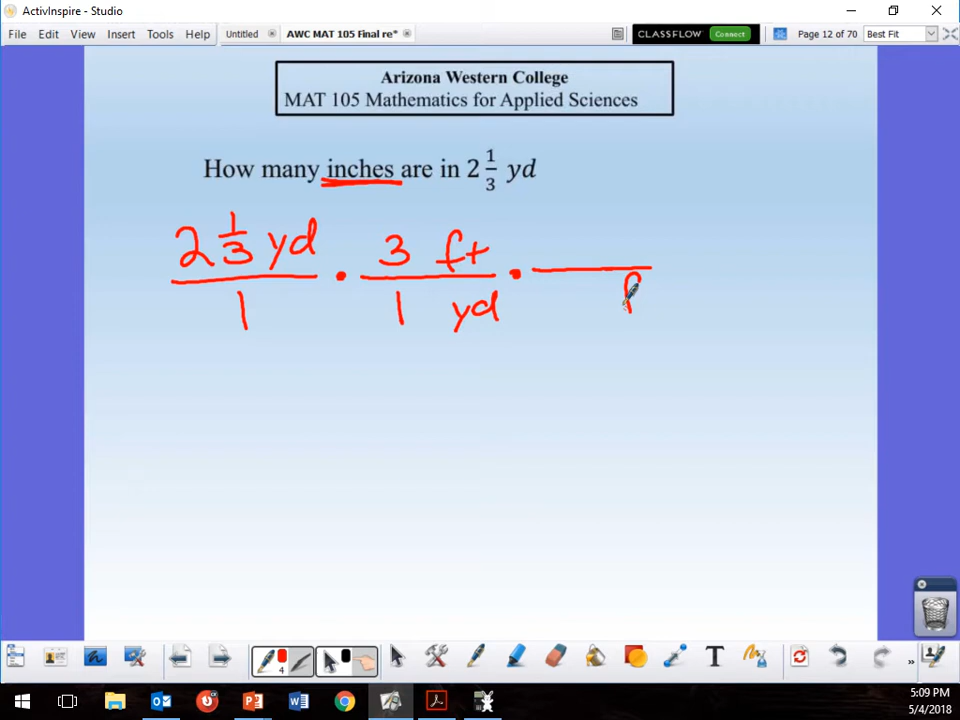 ActivInspire - Studio
File Edit View Insert Tools Help Untitled AWC MAT 105 Final re* CLASSFLOW Connect Page 12 of 70 Best Fit
Arizona Western College
MAT 105 Mathematics for Applied Sciences
How many inches are in 2 1/3 yd
2 1/3 yd / 1 · 3 ft / 1 yd ·
4
T
5:09 PM
5/4/2018